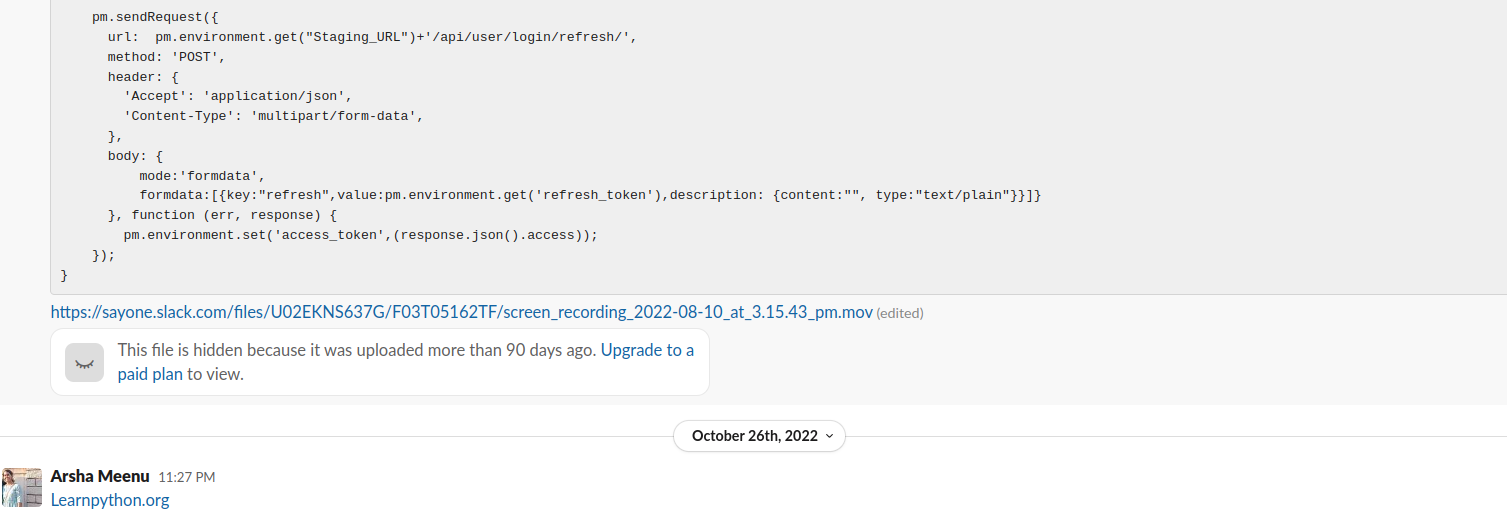 pm.sendRequest({
url:  pm.environment.get("Staging_URL")+'/api/user/login/refresh/',
method: 'POST',
header: {
'Accept': 'application/json',
'Content-Type': 'multipart/form-data',
},
body: {
mode:'formdata',
formdata:[{key:"refresh",value:pm.environment.get('refresh_token'),description: {content:"", type:"text/plain"}}]}
}, function (err, response) {
pm.environment.set('access_token',(response.json().access));
});
}
https://sayone.slack.com/files/U02EKNS637G/F03T05162TF/screen_recording_2022-08-10_at_3.15.43_pm.mov (edited)
This file is hidden because it was uploaded more than 90 days ago. Upgrade to a
paid plan to view.
October 26th, 2022
Arsha Meenu 11:27 PM
Learnpython.org